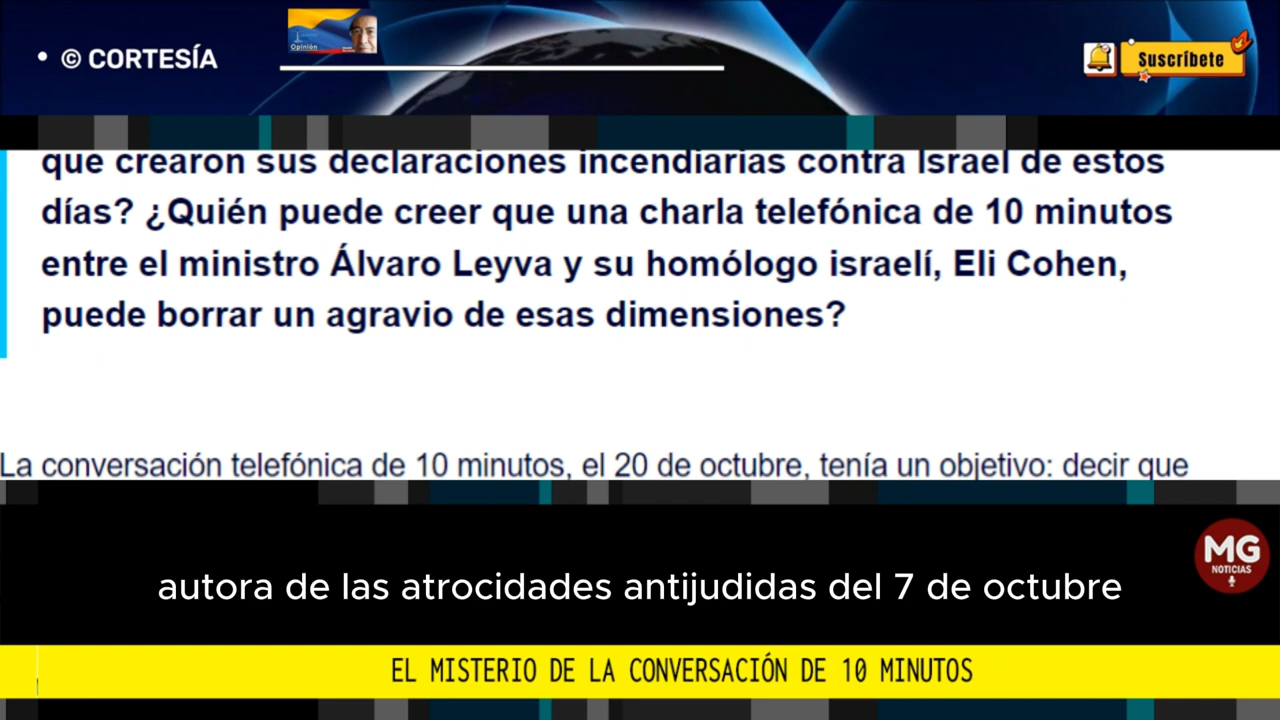 • © CORTESÍA
Opinión
Suscríbete
que crearon sus declaraciones incendiarias contra Israel de estos
días? ¿Quién puede creer que una charla telefónica de 10 minutos
entre el ministro Álvaro Leyva y su homólogo israelí, Eli Cohen,
puede borrar un agravio de esas dimensiones?
La conversación telefónica de 10 minutos, el 20 de octubre, tenía un objetivo: decir que
MG
NOTICIAS
autora de las atrocidades antijudidas del 7 de octubre
EL MISTERIO DE LA CONVERSACIÓN DE 10 MINUTOS